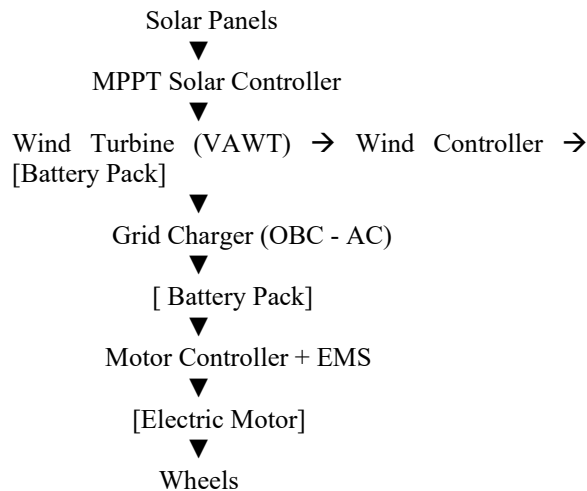 Solar Panels
▼
MPPT Solar Controller
▼
Wind Turbine (VAWT) → Wind Controller →
[Battery Pack]
▼
Grid Charger (OBC - AC)
▼
[ Battery Pack]
▼
Motor Controller + EMS
▼
[Electric Motor]
▼
Wheels